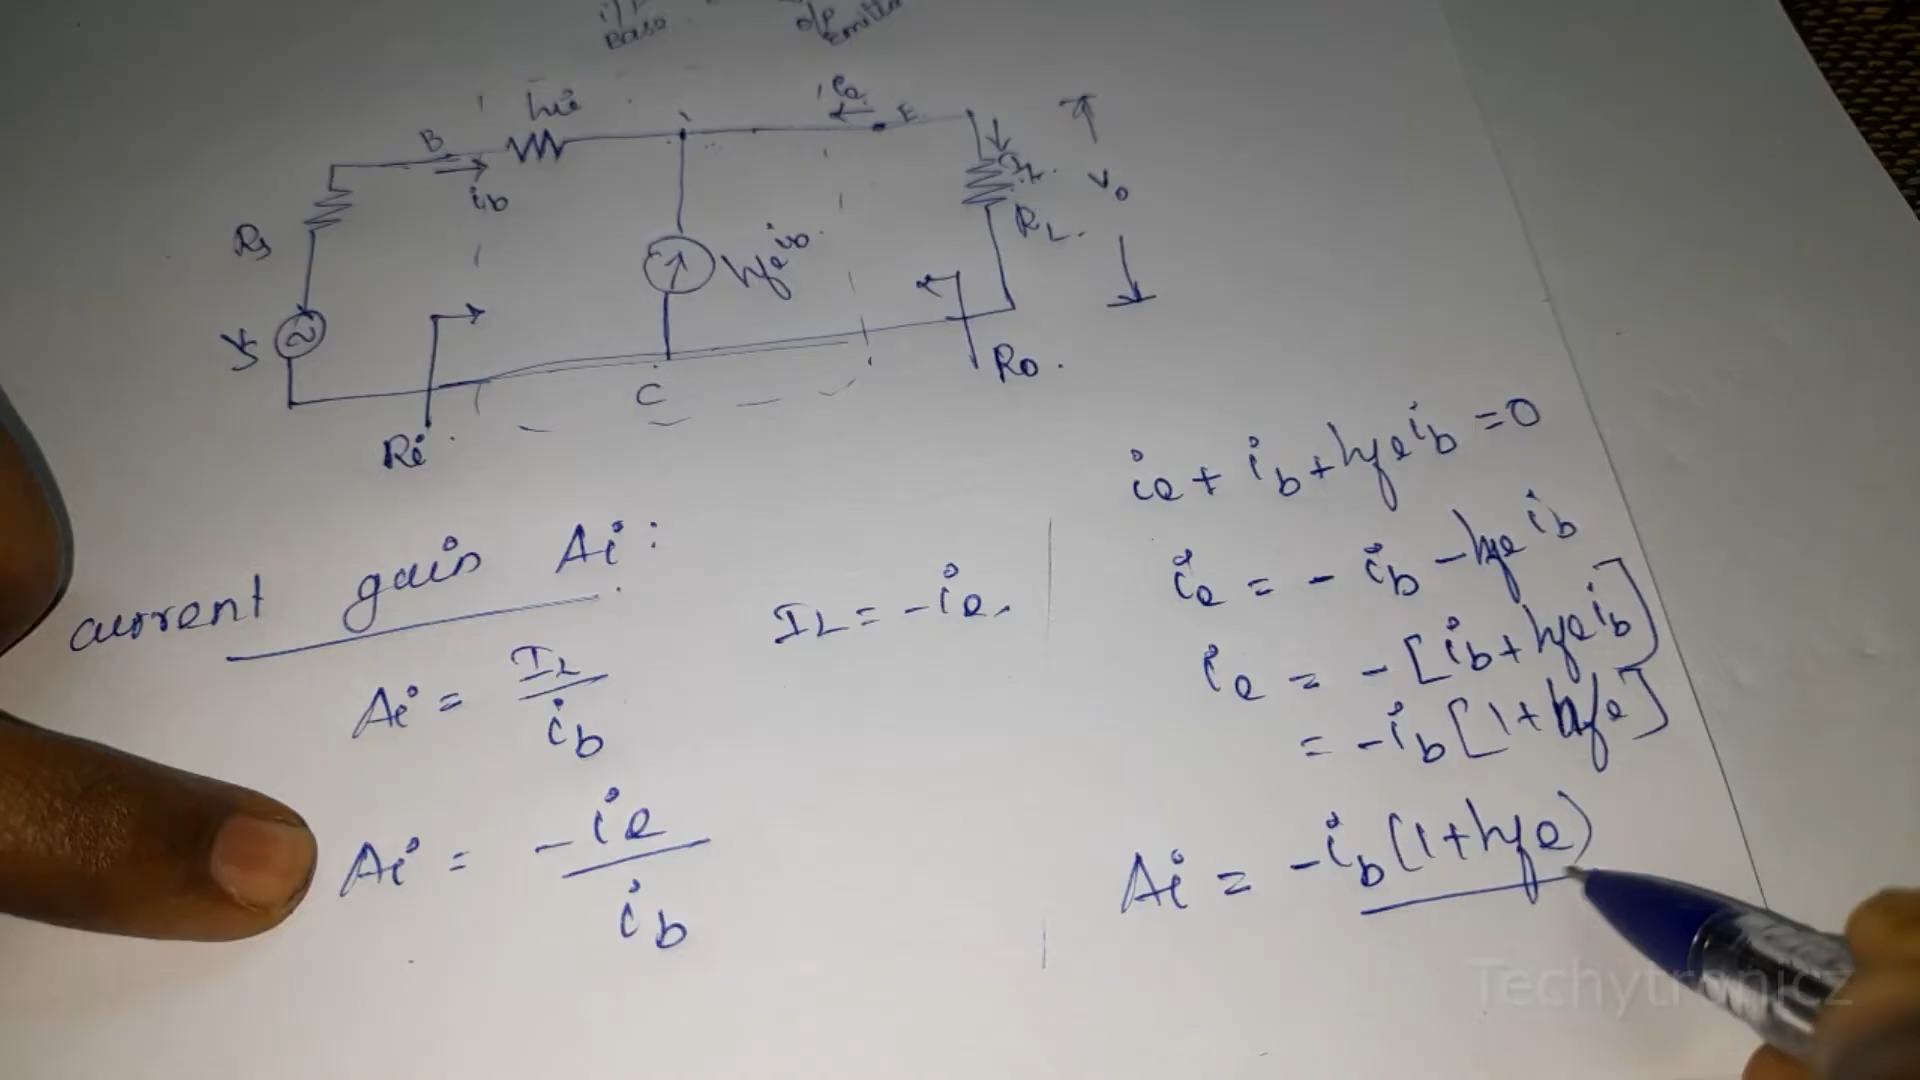 i/p o/p
Base Emitter
hie
B
ib
ie
E
IL
RL
Vo
Rs
hfe ib
Vs
C
Ri
Ro
ie + ib + hfe ib = 0
ie = - ib - hfe ib
current gain Ai :
ie = - [ib + hfe ib]
IL = - ie
Ai = IL / ib
= - ib [1 + hfe]
Ai = -ie / ib
Ai = - ib (1 + hfe)
Techytronicz